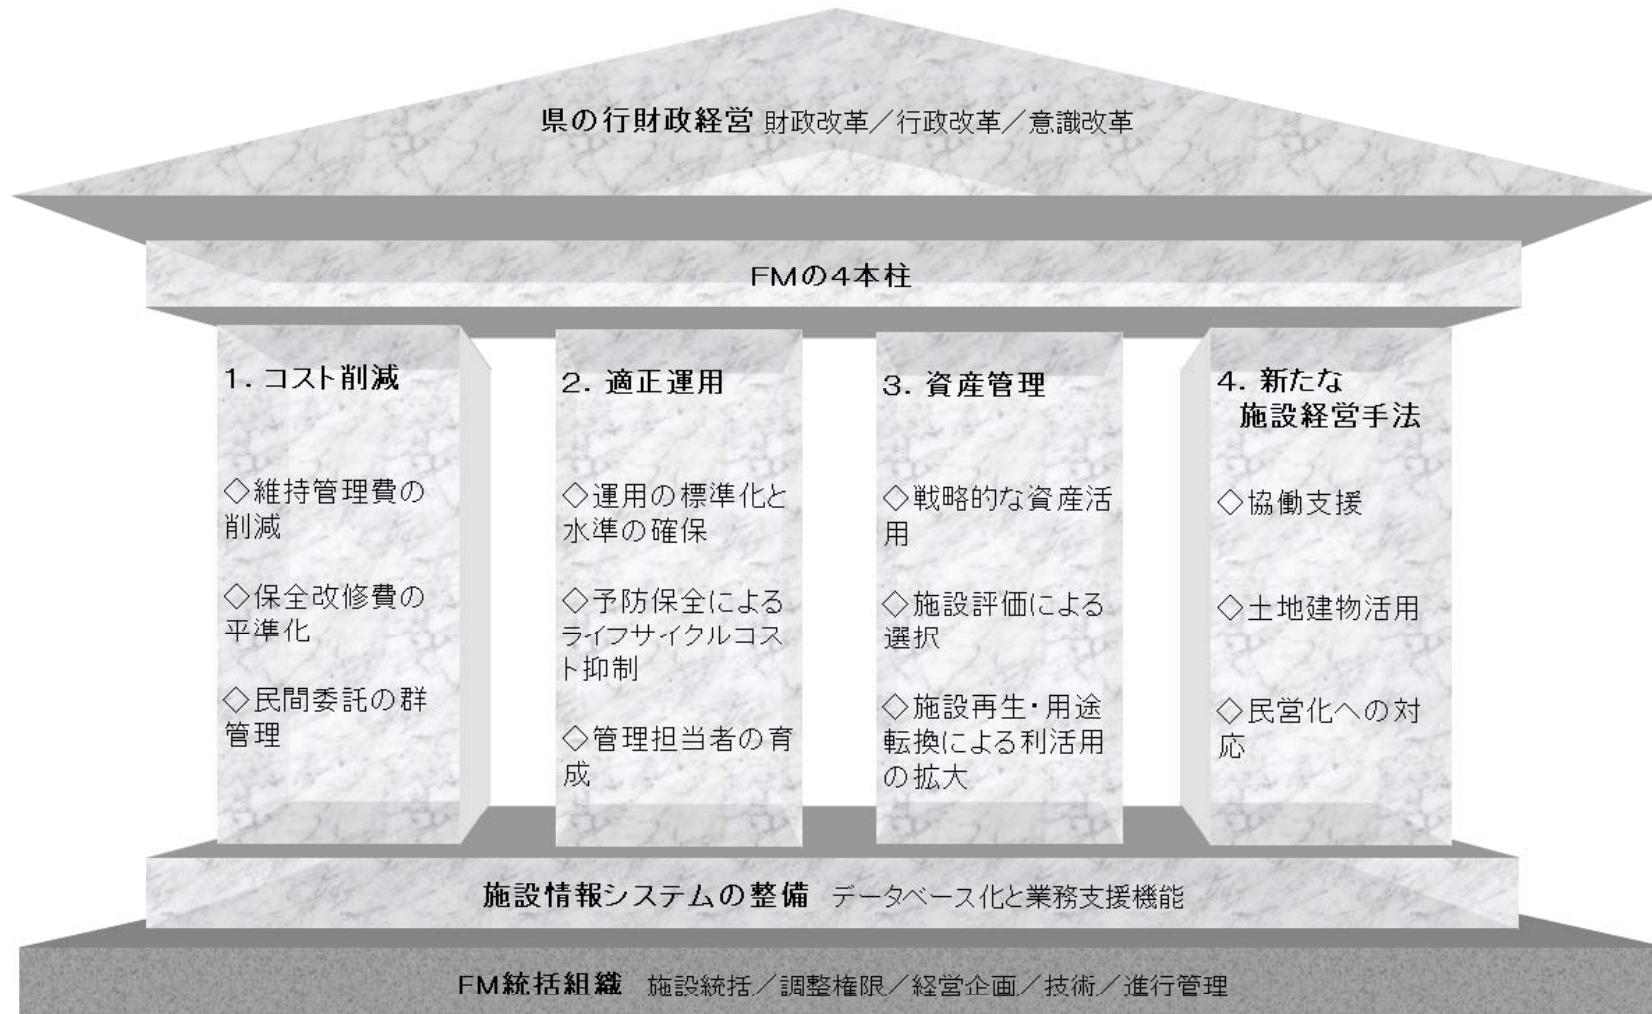 県の行財政経営 財政改革／行政改革／意識改革
FMの4本柱
1. コスト削減
◇維持管理費の
削減
◇保全改修費の
平準化
◇民間委託の群
管理
2. 適正運用
◇運用の標準化と
水準の確保
◇予防保全による
ライフサイクルコス
ト抑制
◇管理担当者の育
成
3. 資産管理
◇戦略的な資産活
用
◇施設評価による
選択
◇施設再生・用途
転換による利活用
の拡大
4. 新たな
施設経営手法
◇協働支援
◇土地建物活用
◇民営化への対
応
施設情報システムの整備 データベース化と業務支援機能
FM統括組織 施設統括／調整権限／経営企画／技術／進行管理